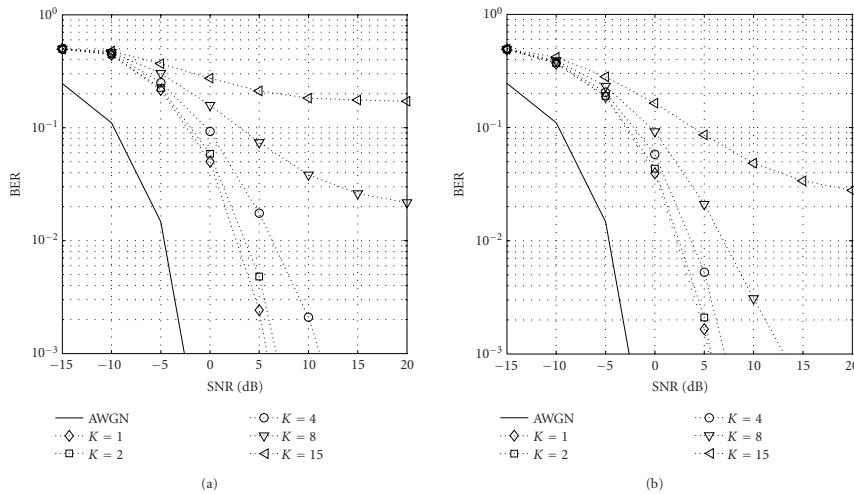 10^0
10^−1
10^−2
10^−3
BER
−15 −10 −5 0 5 10 15 20
SNR (dB)
AWGN
K = 1
K = 2
K = 4
K = 8
K = 15
(a)
10^0
10^−1
10^−2
10^−3
BER
−15 −10 −5 0 5 10 15 20
SNR (dB)
AWGN
K = 1
K = 2
K = 4
K = 8
K = 15
(b)